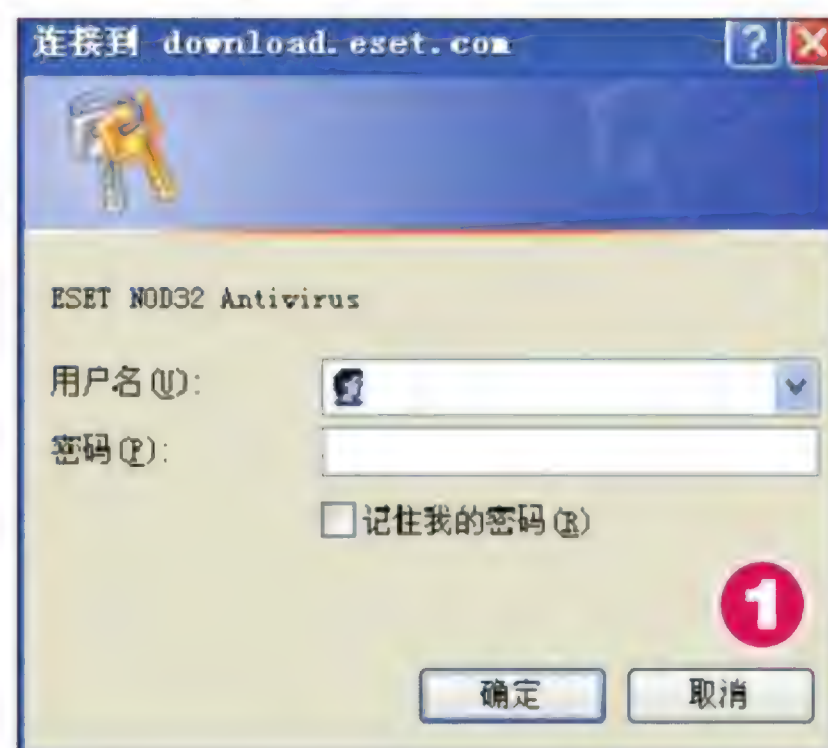 连接到 download.eset.com
ESET NOD32 Antivirus
用户名(U):
密码(P):
记住我的密码(R)
1
确定 取消